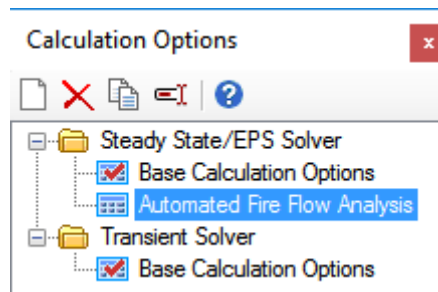 Calculation Options
x
?
Steady State/EPS Solver
Base Calculation Options
Automated Fire Flow Analysis
Transient Solver
Base Calculation Options